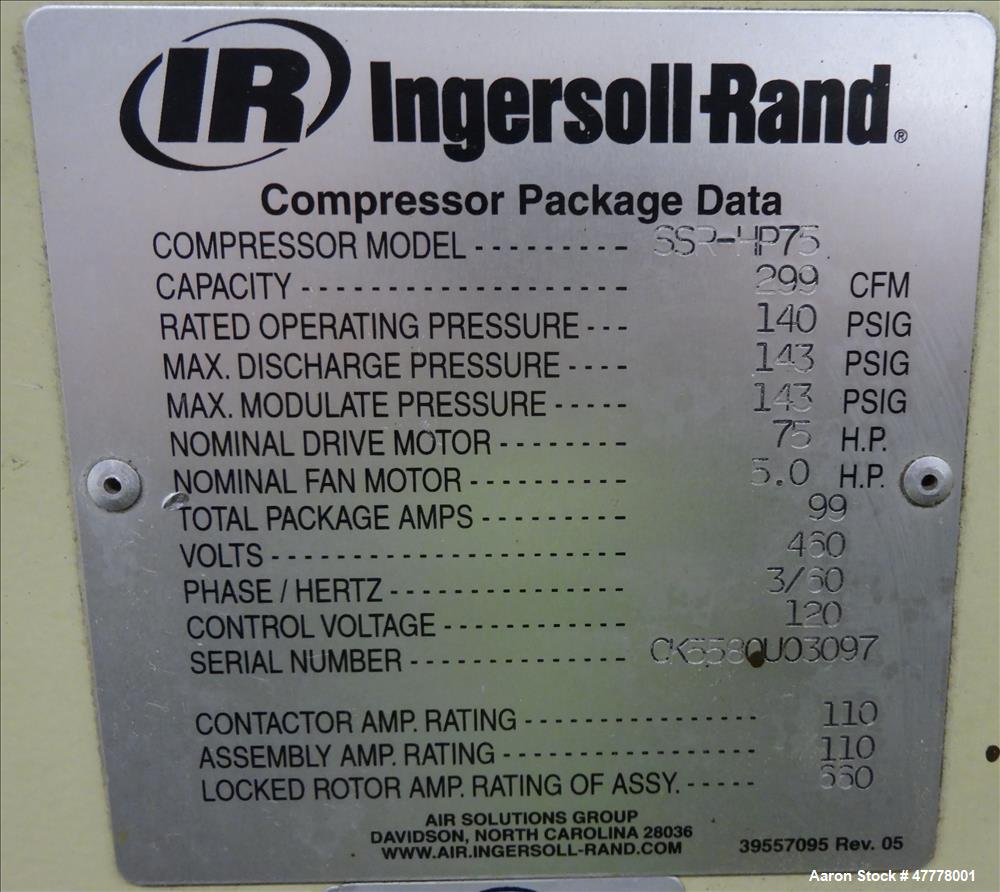 IR Ingersoll-Rand®
Compressor Package Data
COMPRESSOR MODEL --------- SSR-HP75
CAPACITY ------------------- 299 CFM
RATED OPERATING PRESSURE --- 140 PSIG
MAX. DISCHARGE PRESSURE ---- 143 PSIG
MAX. MODULATE PRESSURE ----- 143 PSIG
NOMINAL DRIVE MOTOR -------- 75 H.P.
NOMINAL FAN MOTOR ---------- 5.0 H.P.
TOTAL PACKAGE AMPS --------- 99
VOLTS ---------------------- 460
PHASE / HERTZ -------------- 3/60
CONTROL VOLTAGE ------------ 120
SERIAL NUMBER --------------
CONTACTOR AMP. RATING ---------------- 110
ASSEMBLY AMP. RATING ----------------- 110
LOCKED ROTOR AMP. RATING OF ASSY. -----
AIR SOLUTIONS GROUP
DAVIDSON, NORTH CAROLINA 28036
WWW.AIR.INGERSOLL-RAND.COM
39557095 Rev. 05
Aaron Stock # 47778001